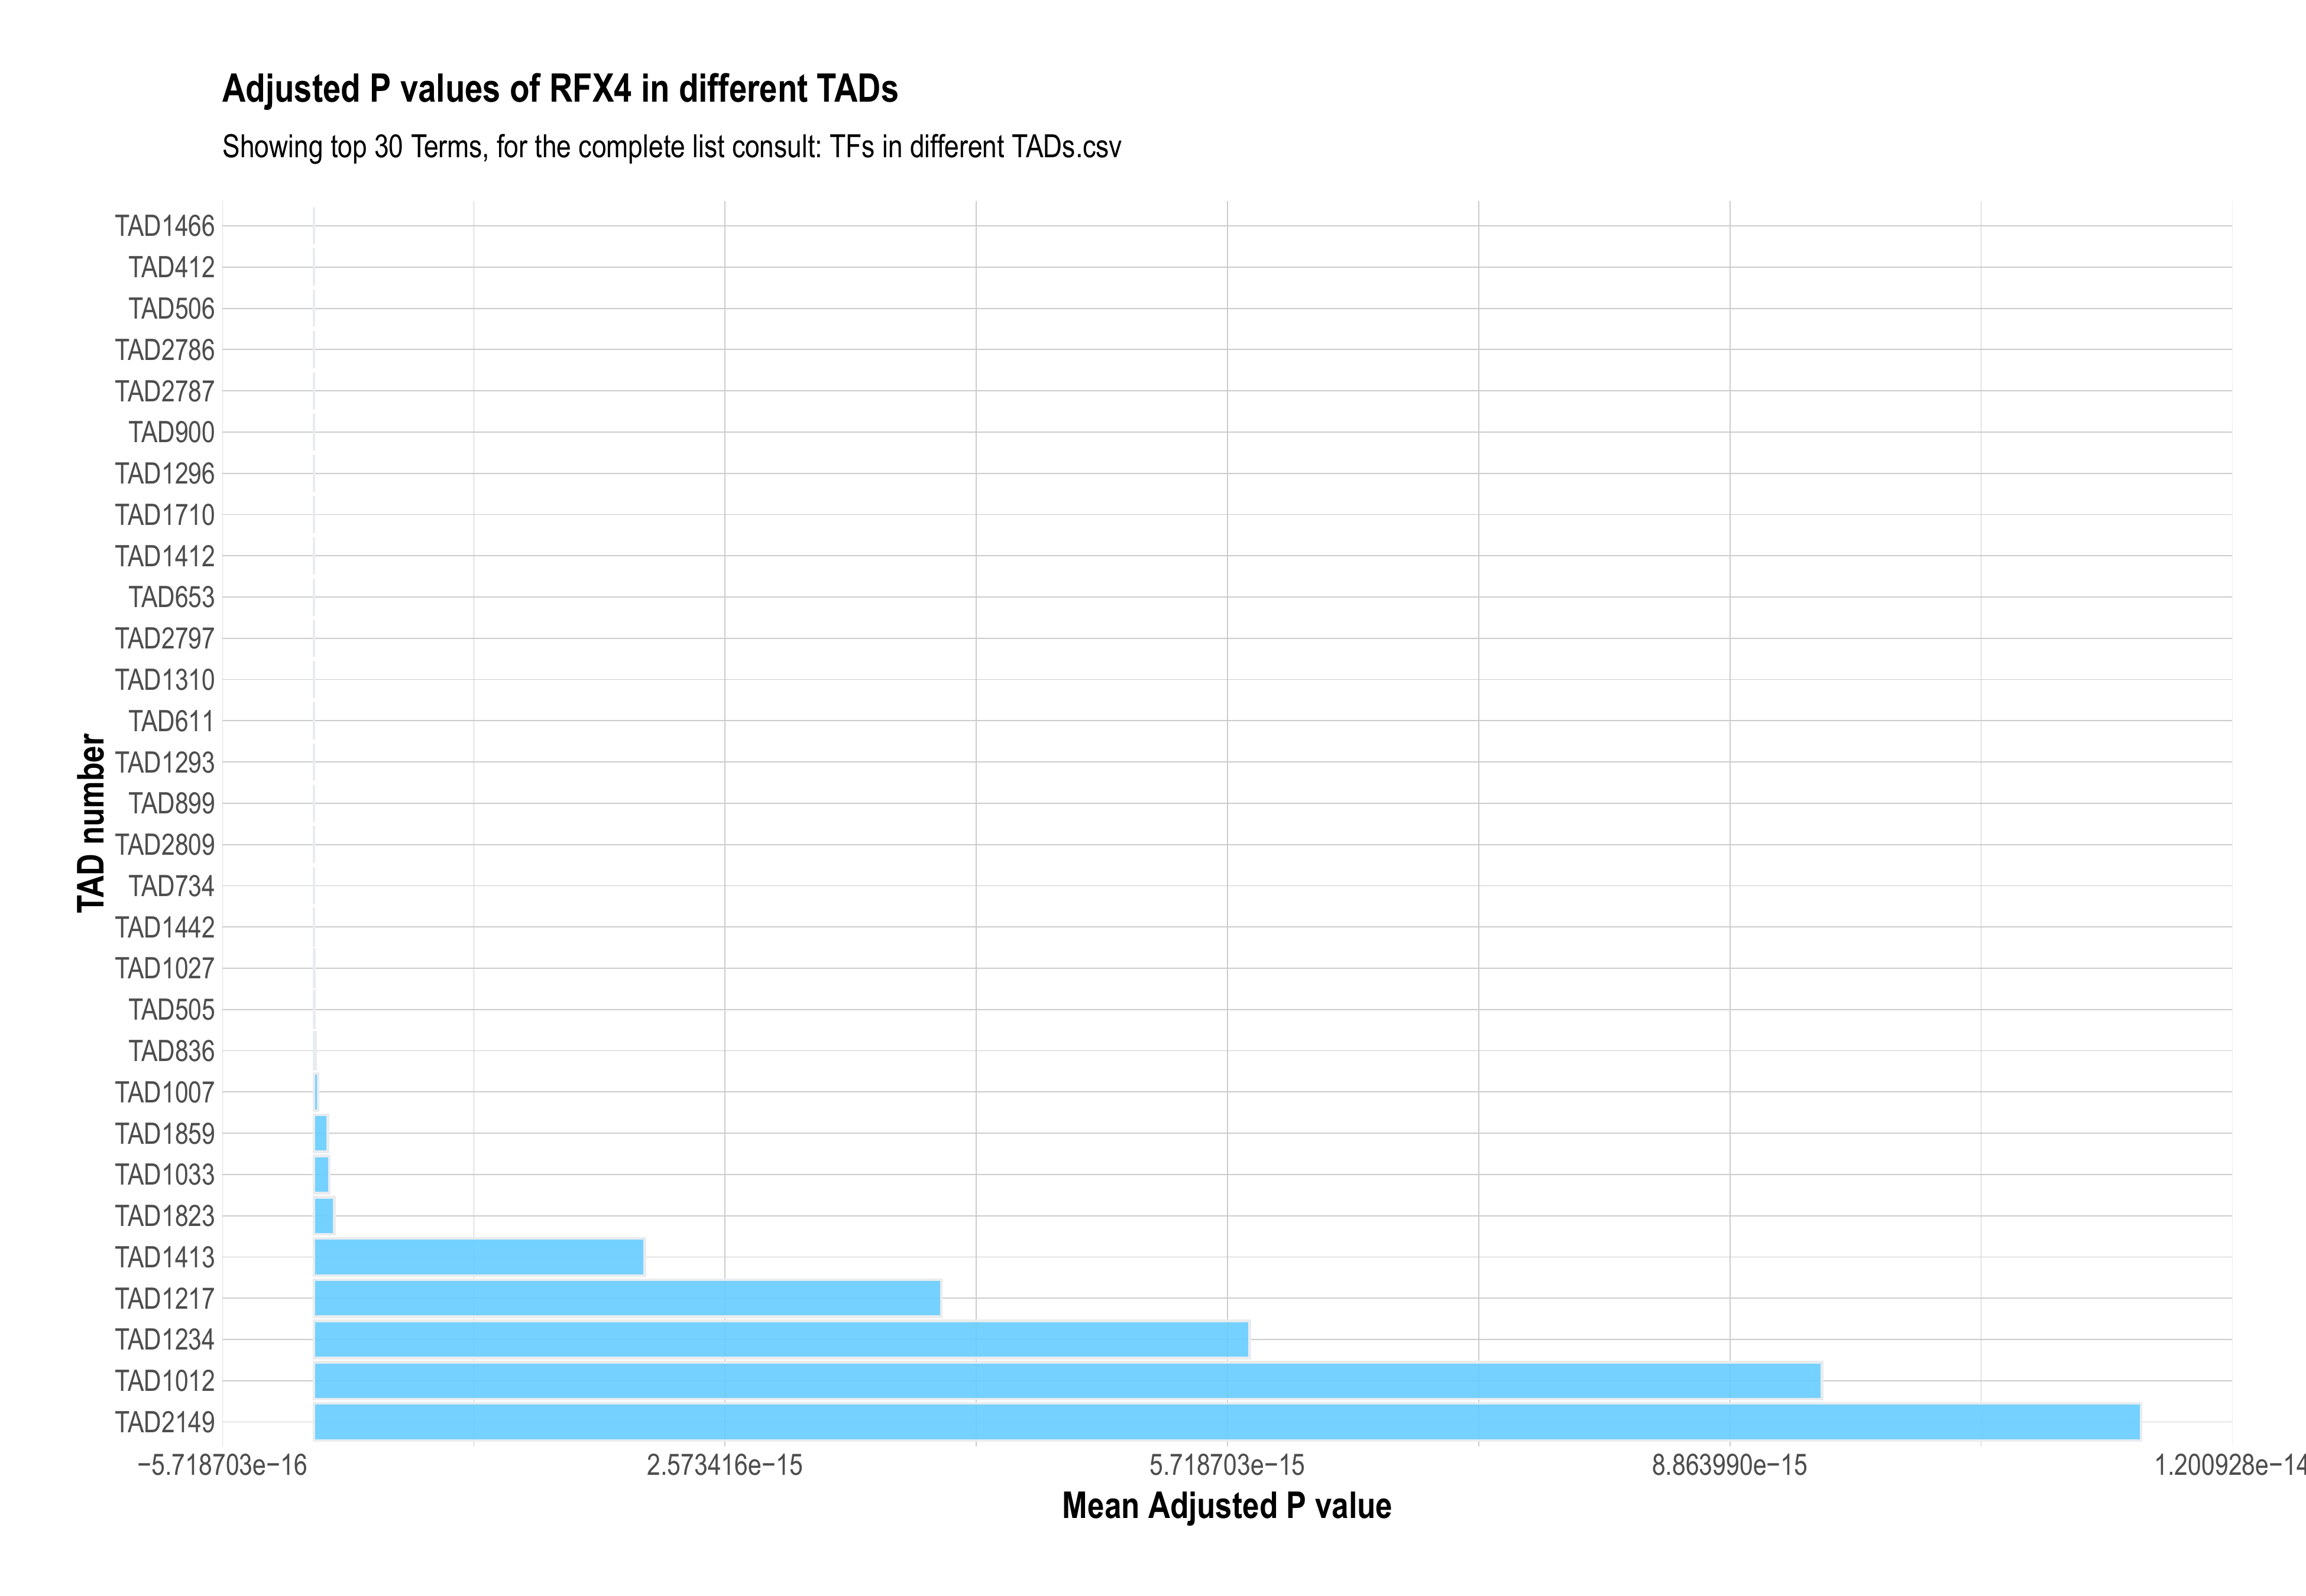 Adjusted P values of RFX4 in different TADs
Showing top 30 Terms, for the complete list consult: TFs in different TADs.csv
TAD number
TAD1466
TAD412
TAD506
TAD2786
TAD2787
TAD900
TAD1296
TAD1710
TAD1412
TAD653
TAD2797
TAD1310
TAD611
TAD1293
TAD899
TAD2809
TAD734
TAD1442
TAD1027
TAD505
TAD836
TAD1007
TAD1859
TAD1033
TAD1823
TAD1413
TAD1217
TAD1234
TAD1012
TAD2149
−5.718703e−16 2.573416e−15 5.718703e−15 8.863990e−15 1.200928e−14
Mean Adjusted P value